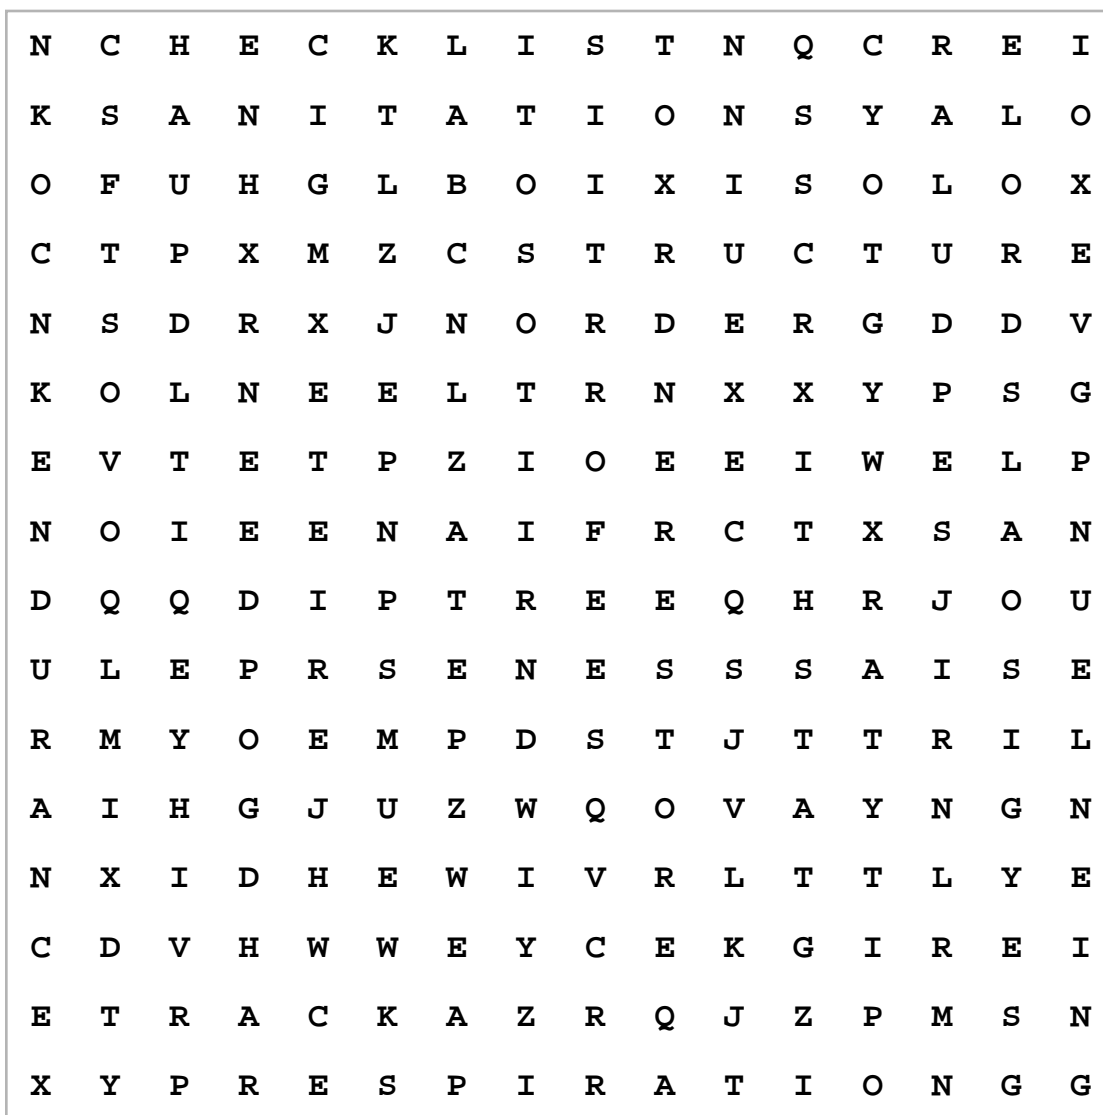 N C H E C K L I S T N Q C R E I
K S A N I T A T I O N S Y A L O
O F U H G L B O I X I S O L O X
C T P X M Z C S T R U C T U R E
N S D R X J N O R D E R G D D V
K O L N E E L T R N X X Y P S G
E V T E T P Z I O E E I W E L P
N O I E E N A I F R C T X S A N
D Q Q D I P T R E E Q H R J O U
U L E P R S E N E S S S A I S E
R M Y O E M P D S T J T T R I L
A I H G J U Z W Q O V A Y N G N
N X I D H E W I V R L T T L Y E
C D V H W W E Y C E K G I R E I
E T R A C K A Z R Q J Z P M S N
X Y P R E S P I R A T I O N G G